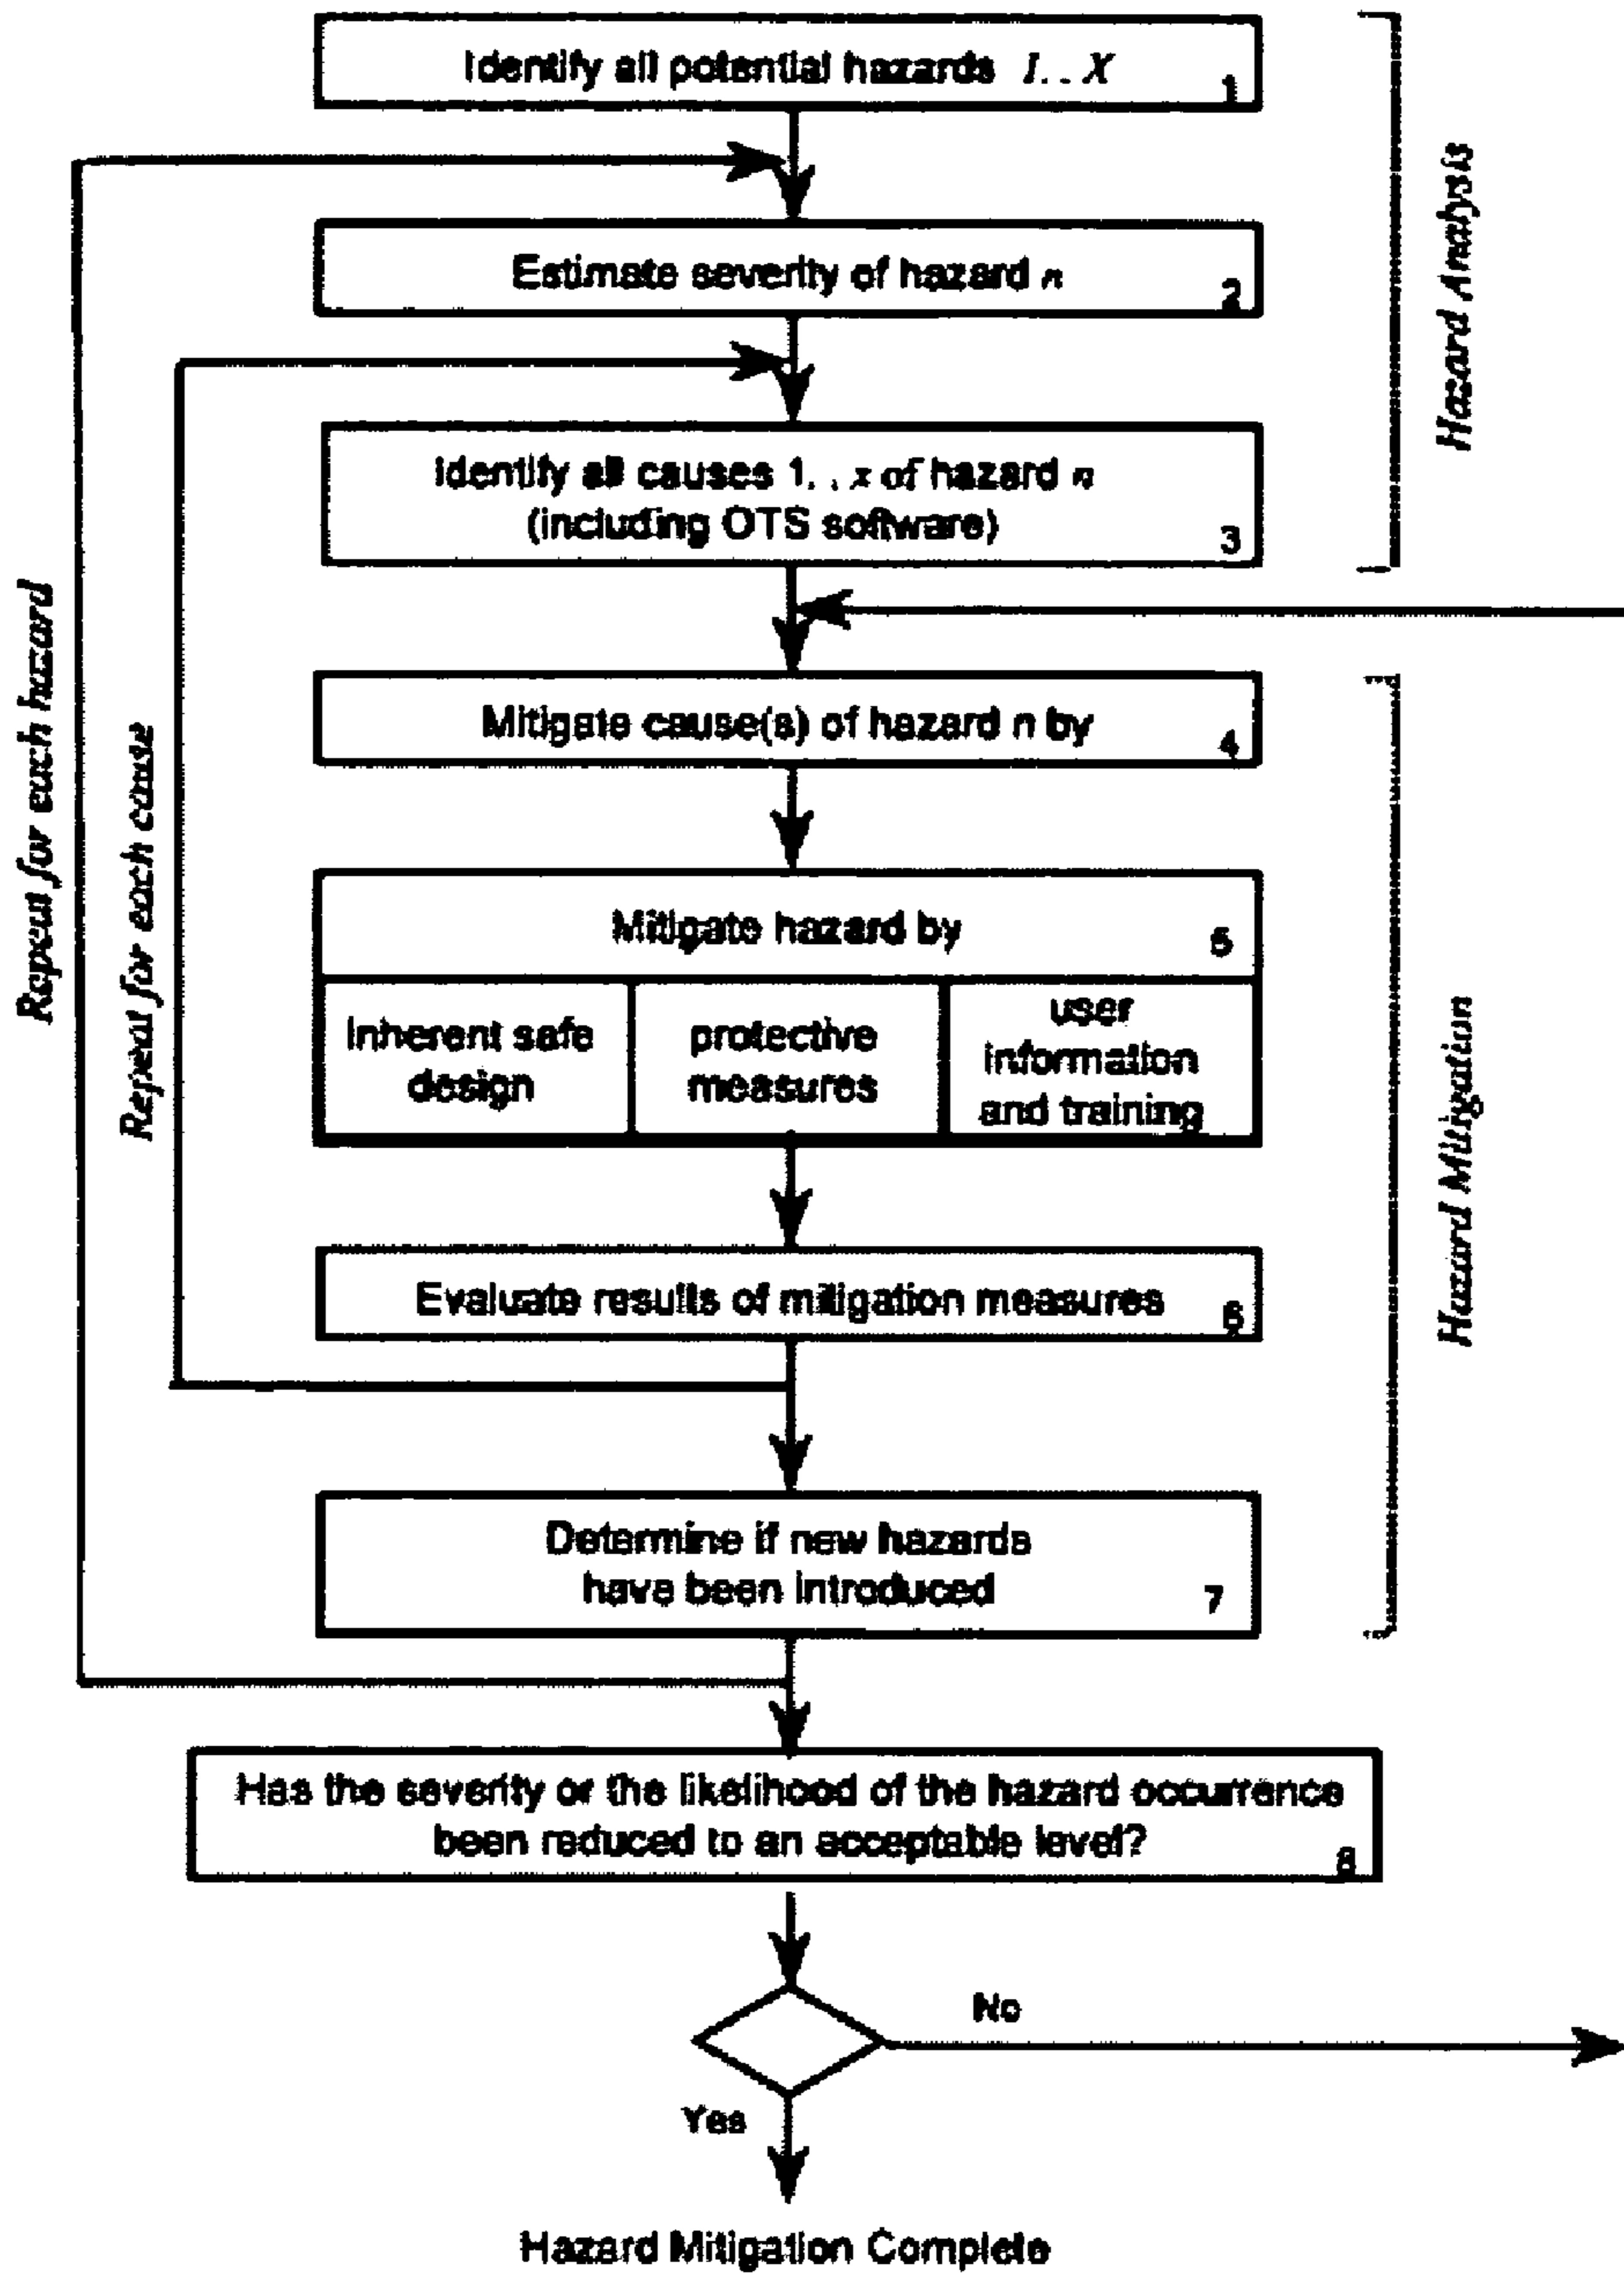 Identify all potential hazards 1. . X
1
Estimate severity of hazard n
2
Identify all causes 1. . x of hazard n
(including OTS software)
3
Hazard Analysis
Mitigate cause(s) of hazard n by
4
Mitigate hazard by
5
Inherent safe
design
protective
measures
user
information
and training
Evaluate results of mitigation measures
6
Determine if new hazards
have been introduced
7
Hazard Mitigation
Repeat for each hazard
Repeat for each cause
Has the severity or the likelihood of the hazard occurrence
been reduced to an acceptable level?
8
No
Yes
Hazard Mitigation Complete